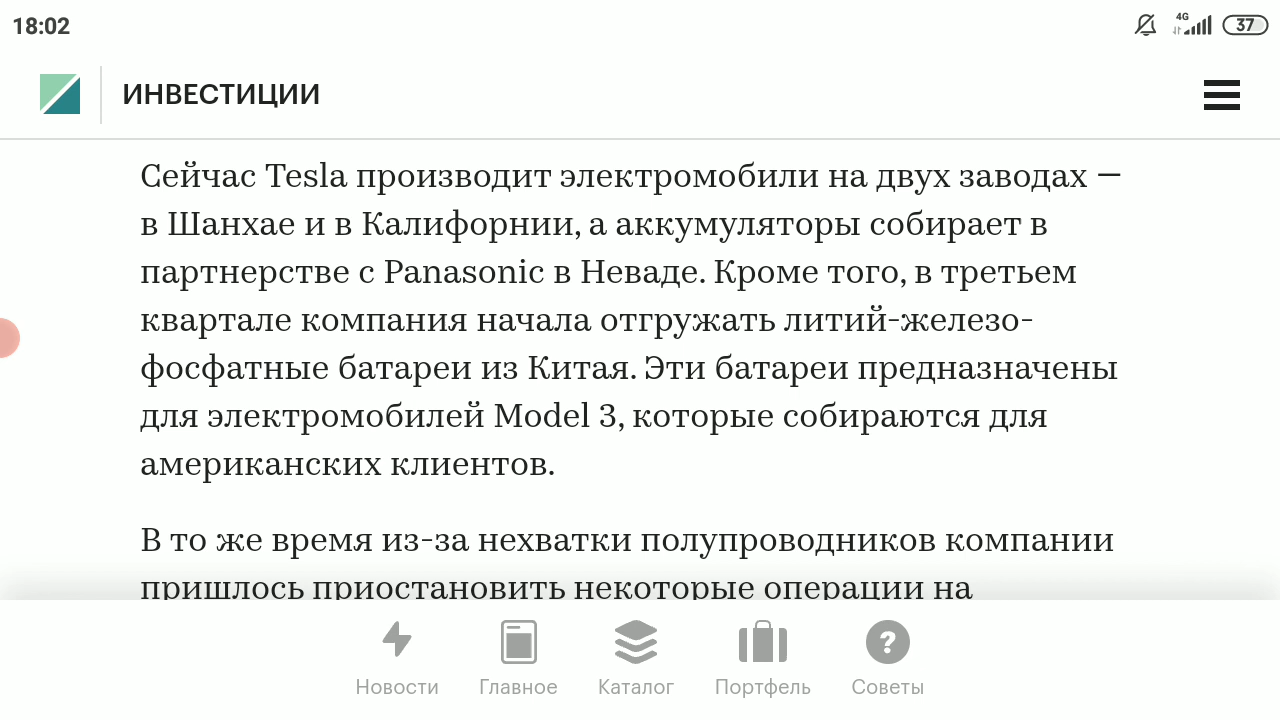 18:02
4G
37
ИНВЕСТИЦИИ
Сейчас Tesla производит электромобили на двух заводах —
в Шанхае и в Калифорнии, а аккумуляторы собирает в
партнерстве с Panasonic в Неваде. Кроме того, в третьем
квартале компания начала отгружать литий-железо-
фосфатные батареи из Китая. Эти батареи предназначены
для электромобилей Model 3, которые собираются для
американских клиентов.
В то же время из-за нехватки полупроводников компании
пришлось приостановить некоторые операции на
Новости
Главное
Каталог
Портфель
Советы